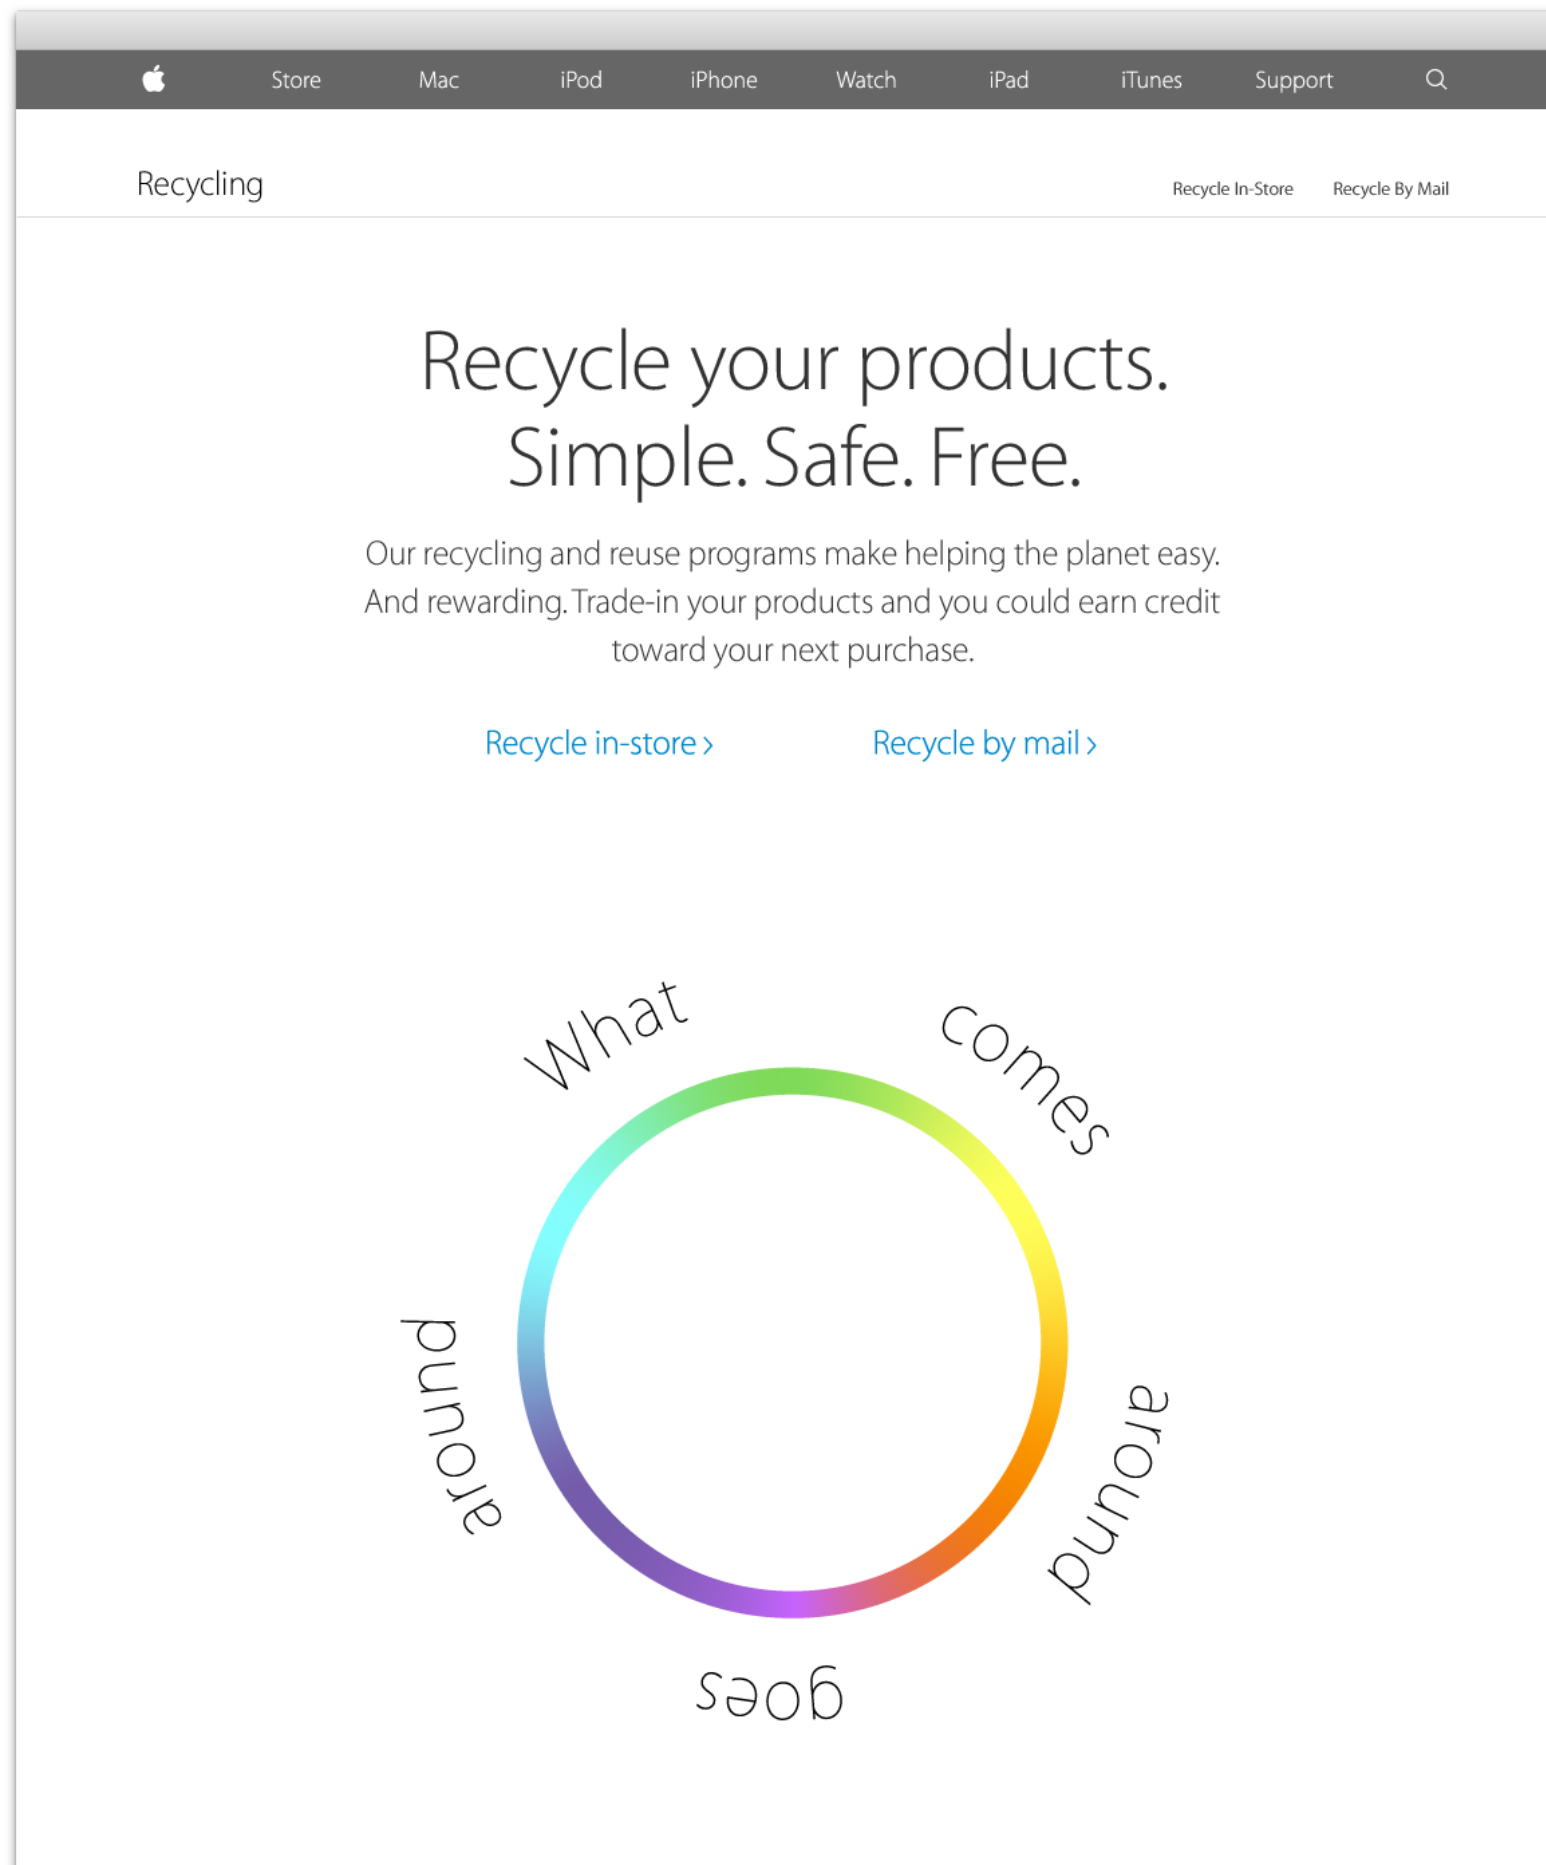 Store Mac iPod iPhone Watch iPad iTunes Support
Recycling
Recycle In-Store Recycle By Mail
Recycle your products.
Simple. Safe. Free.
Our recycling and reuse programs make helping the planet easy.
And rewarding. Trade-in your products and you could earn credit
toward your next purchase.
Recycle in-store › Recycle by mail ›
What
comes
around
goes
around